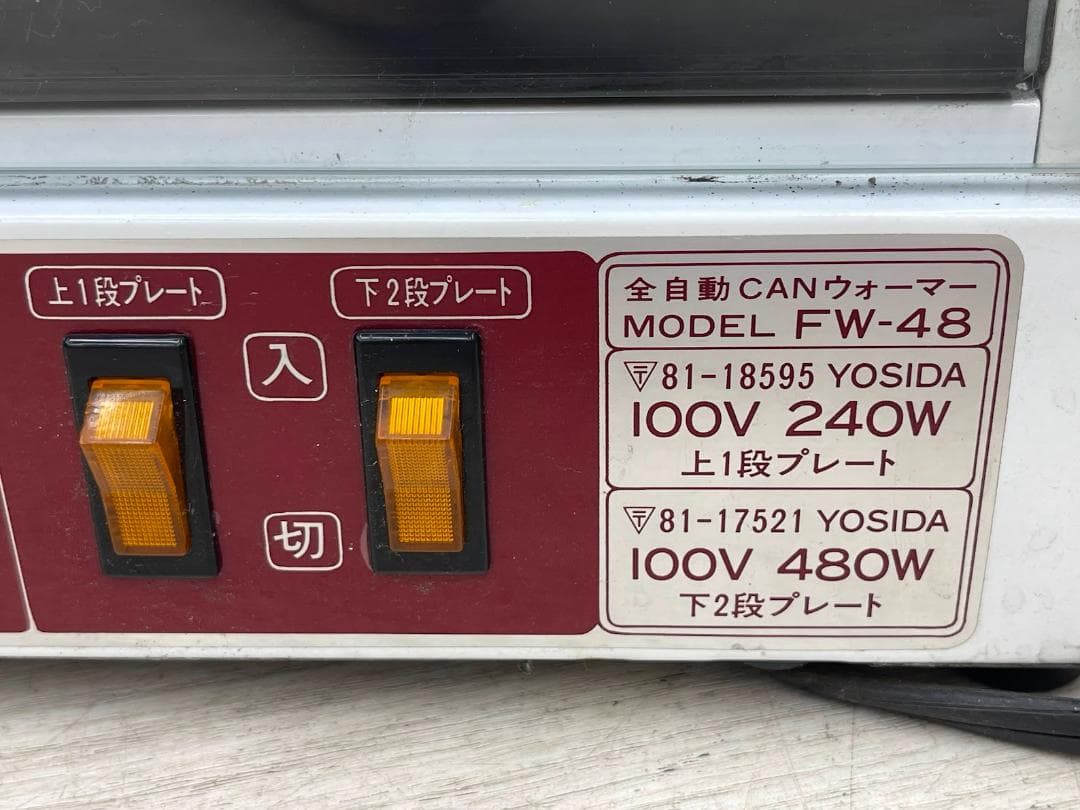 上1段プレート
下2段プレート
入
切
全自動CANウォーマー
MODEL FW-48
81-18595 YOSIDA
100V 240W
上1段プレート
81-17521 YOSIDA
100V 480W
下2段プレート